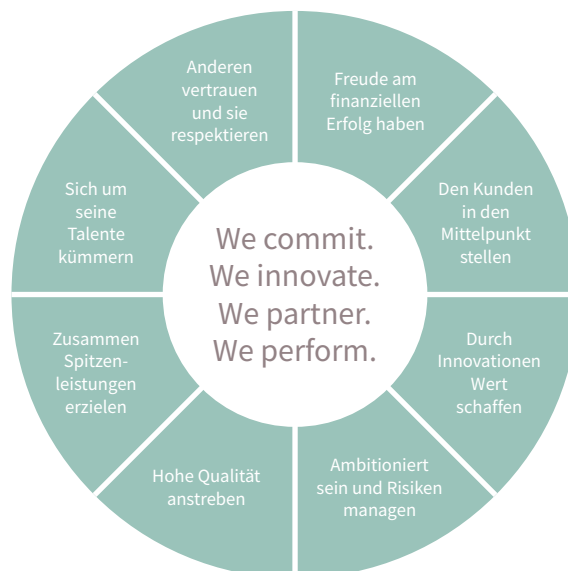 Anderen
vertrauen
und sie
respektieren
Freude am
finanziellen
Erfolg haben
Den Kunden
in den
Mittelpunkt
stellen
Durch
Innovationen
Wert
schaffen
Ambitioniert
sein und Risiken
managen
Hohe Qualität
anstreben
Zusammen
Spitzen-
leistungen
erzielen
Sich um
seine
Talente
kümmern
We commit.
We innovate.
We partner.
We perform.